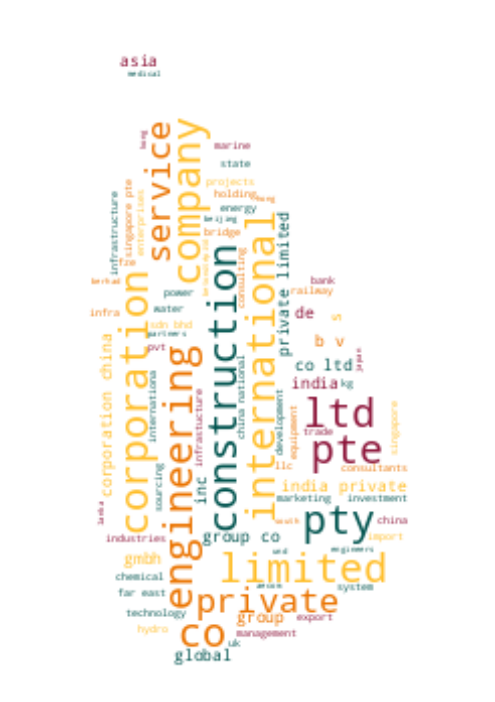 asia
medical
service
company
marine
state
projects
holding
energy
beijing
bridge
infrastructure
singapore pte
enterprises
fze
berhad
infra
corporation
corporation china
power
water
sdn bhd
partners
pvt
construction
consulting
international
private limited
bank
railway
de
b v
co ltd
japan
india
kg
ltd
pte
singapore
engineering
internationa
infrastucture
china national
development
equipment
trade
llc
consultants
india private
marketing
investment
sourcing
inc
lanka
pty
china
south
import
industries
group co
engineers
gmbh
limited
chemical
system
far east
private
technology
group
export
hydro
co
management
uk
global